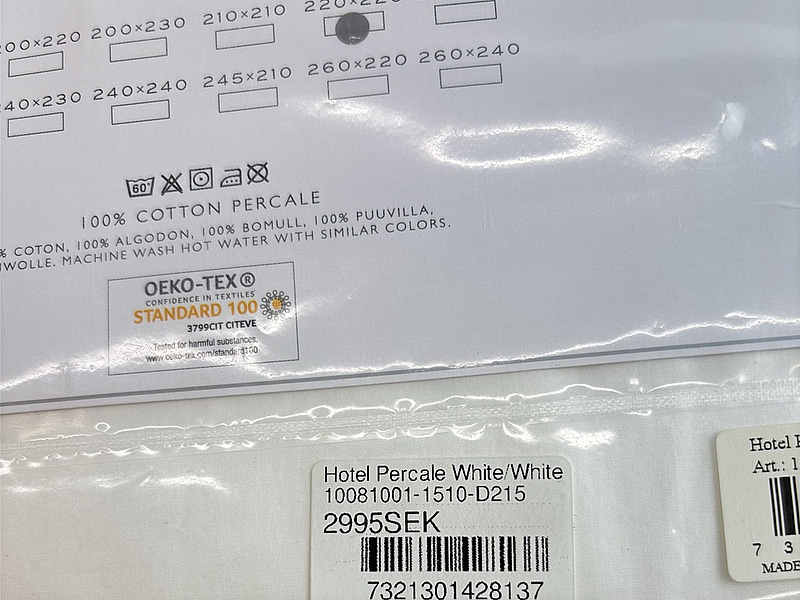 200×220 200×230 210×210 220×220
240×230 240×240 245×210 260×220 260×240
60°
100% COTTON PERCALE
% COTON, 100% ALGODON, 100% BOMULL, 100% PUUVILLA,
WOLLE. MACHINE WASH HOT WATER WITH SIMILAR COLORS.
OEKO-TEX®
CONFIDENCE IN TEXTILES
STANDARD 100
3799CIT CITEVE
Tested for harmful substances.
www.oeko-tex.com/standard100
Hotel Percale White/White
10081001-1510-D215
2995SEK
7321301428137
Hotel
Art.: 1
7 3
MADE